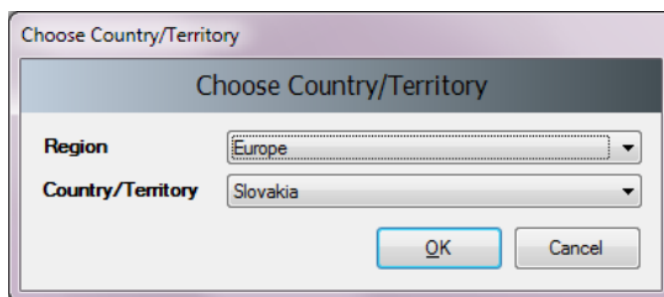 Choose Country/Territory
Choose Country/Territory
Region Europe
Country/Territory Slovakia
OK Cancel